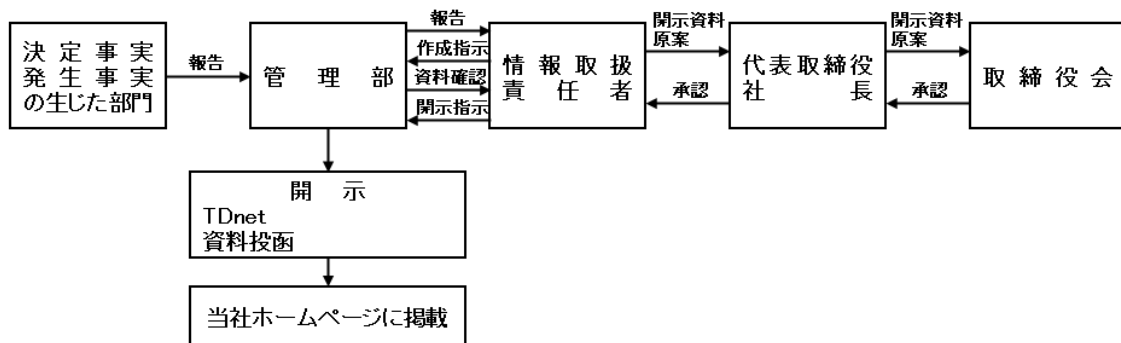 決定事実
発生事実
の生じた部門
報告
管理部
報告
作成指示
資料確認
開示指示
情報取扱
責任者
開示資料
原案
承認
代表取締役
社長
開示資料
原案
承認
取締役会
開示
TDnet
資料投函
当社ホームページに掲載